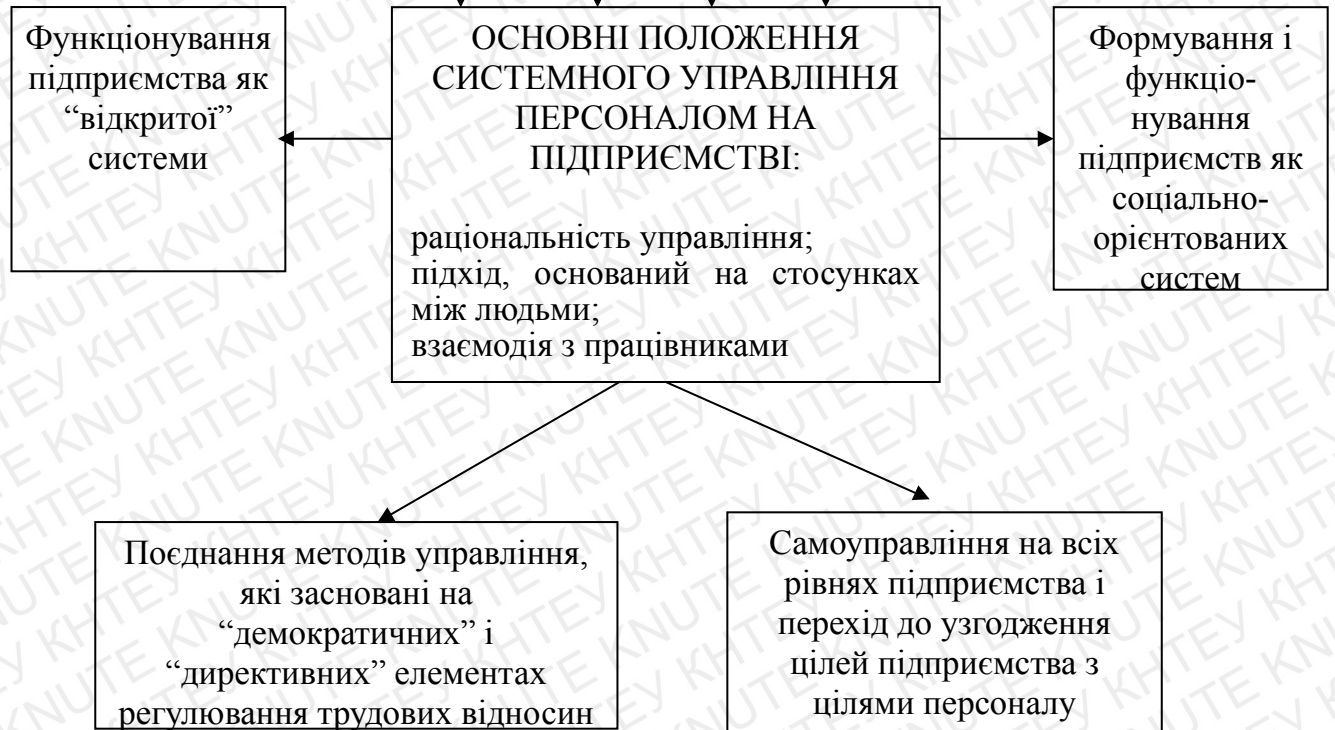 Функціонування
підприємства як
“відкритої”
системи
ОСНОВНІ ПОЛОЖЕННЯ
СИСТЕМНОГО УПРАВЛІННЯ
ПЕРСОНАЛОМ НА
ПІДПРИЄМСТВІ:
раціональність управління;
підхід, оснований на стосунках
між людьми;
взаємодія з працівниками
Формування і
функціо-
нування
підприємств як
соціально-
орієнтованих
систем
Поєднання методів управління,
які засновані на
“демократичних” і
“директивних” елементах
регулювання трудових відносин
Самоуправління на всіх
рівнях підприємства і
перехід до узгодження
цілей підприємства з
цілями персоналу